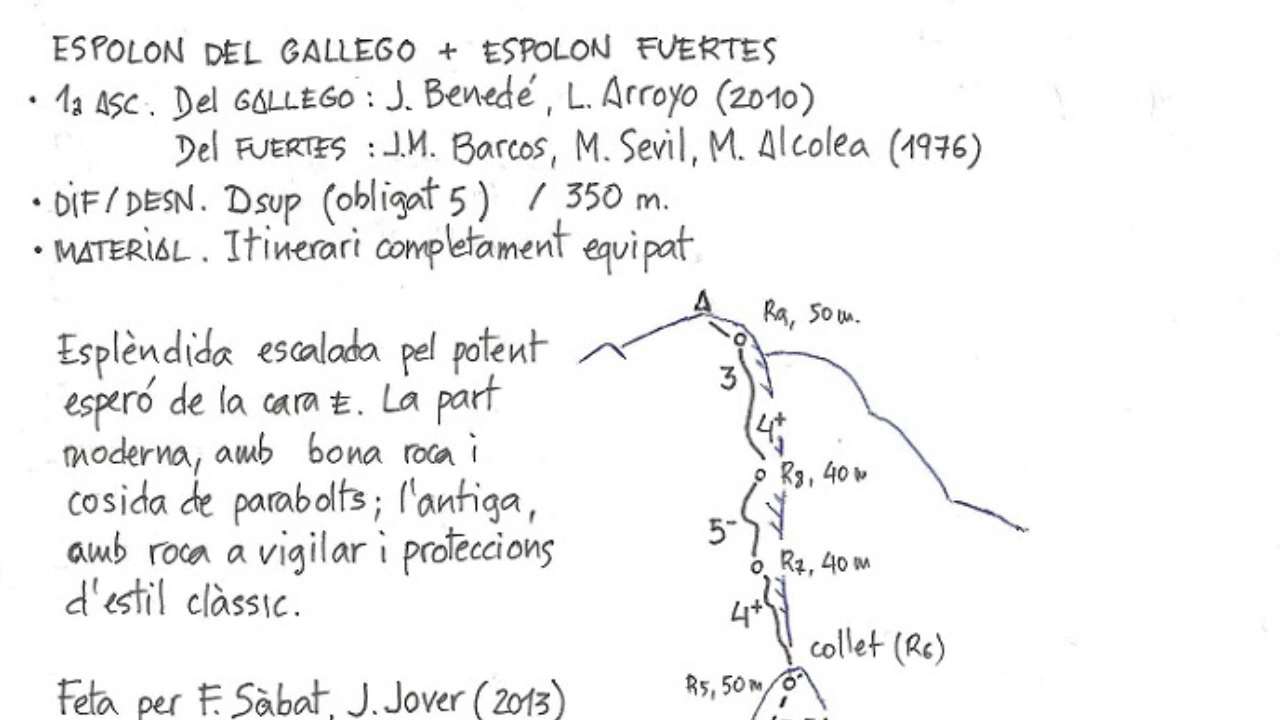 ESPOLON DEL GALLEGO + ESPOLON FUERTES
• 1a ASC. Del GALLEGO : J. Benedé, L. Arroyo (2010)
Del FUERTES : J.M. Barcos, M. Sevil, M. Alcolea (1976)
• DIF / DESN. Dsup (obligat 5) / 350 m.
• MATERIAL. Itinerari completament equipat
R9, 50 m.
Esplèndida escalada pel potent
esperó de la cara E. La part
moderna, amb bona roca i
cosida de parabolts; l'antiga,
amb roca a vigilar i proteccions
d'estil clàssic.
3
4+
R8, 40 m
5-
R7, 40 m
4+
collet (R6)
R5, 50 m
Feta per F. Sàbat, J. Jover (2013)